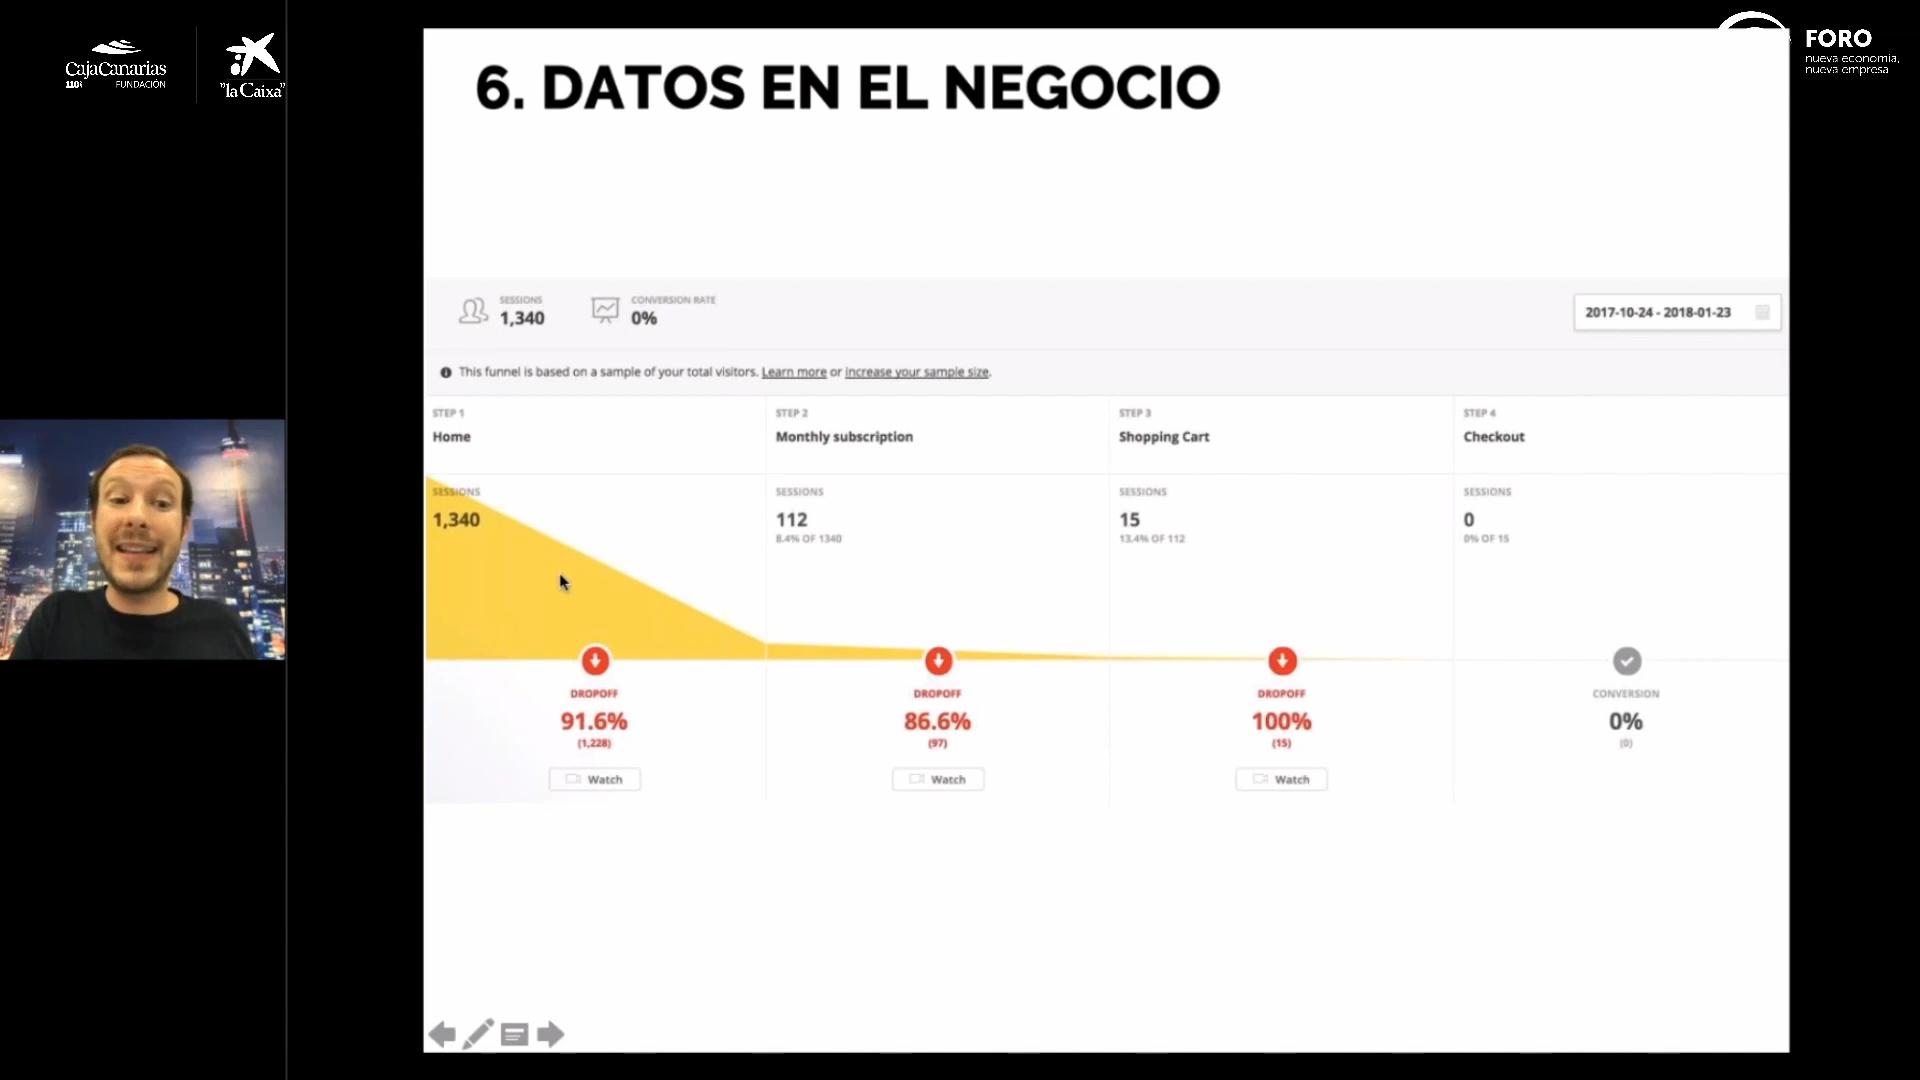 CajaCanarias
FUNDACIÓN
"la Caixa"
FORO
nueva economía,
nueva empresa
6. DATOS EN EL NEGOCIO
SESSIONS
1,340
CONVERSION RATE
0%
2017-10-24 - 2018-01-23
This funnel is based on a sample of your total visitors. Learn more or increase your sample size.
STEP 1
Home
SESSIONS
1,340
DROPOFF
91.6%
(1,228)
Watch
STEP 2
Monthly subscription
SESSIONS
112
8.4% OF 1340
DROPOFF
86.6%
(97)
Watch
STEP 3
Shopping Cart
SESSIONS
15
13.4% OF 112
DROPOFF
100%
(15)
Watch
STEP 4
Checkout
SESSIONS
0
0% OF 15
CONVERSION
0%
(0)